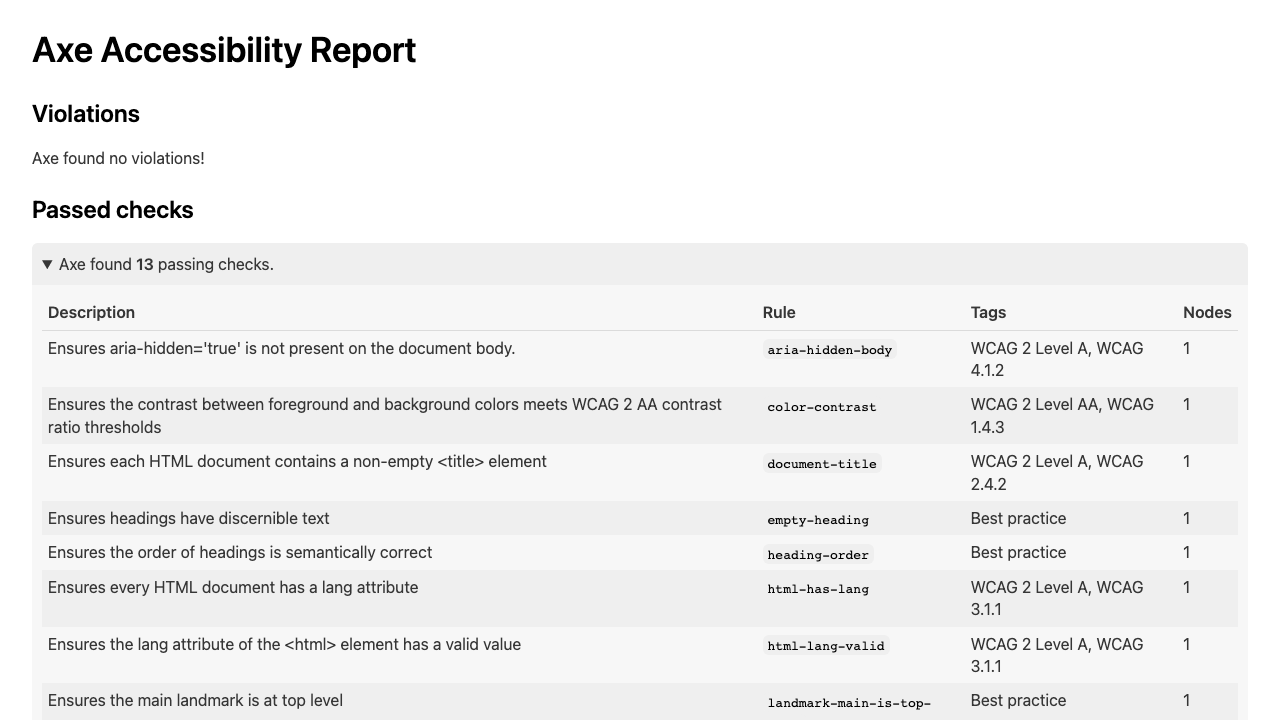 Axe Accessibility Report
Violations
Axe found no violations!
Passed checks
▼ Axe found 13 passing checks.
Description Rule Tags Nodes
Ensures aria-hidden='true' is not present on the document body. aria-hidden-body WCAG 2 Level A, WCAG 1
4.1.2
Ensures the contrast between foreground and background colors meets WCAG 2 AA contrast color-contrast WCAG 2 Level AA, WCAG 1
ratio thresholds 1.4.3
Ensures each HTML document contains a non-empty <title> element document-title WCAG 2 Level A, WCAG 1
2.4.2
Ensures headings have discernible text empty-heading Best practice 1
Ensures the order of headings is semantically correct heading-order Best practice 1
Ensures every HTML document has a lang attribute html-has-lang WCAG 2 Level A, WCAG 1
3.1.1
Ensures the lang attribute of the <html> element has a valid value html-lang-valid WCAG 2 Level A, WCAG 1
3.1.1
Ensures the main landmark is at top level landmark-main-is-top- Best practice 1